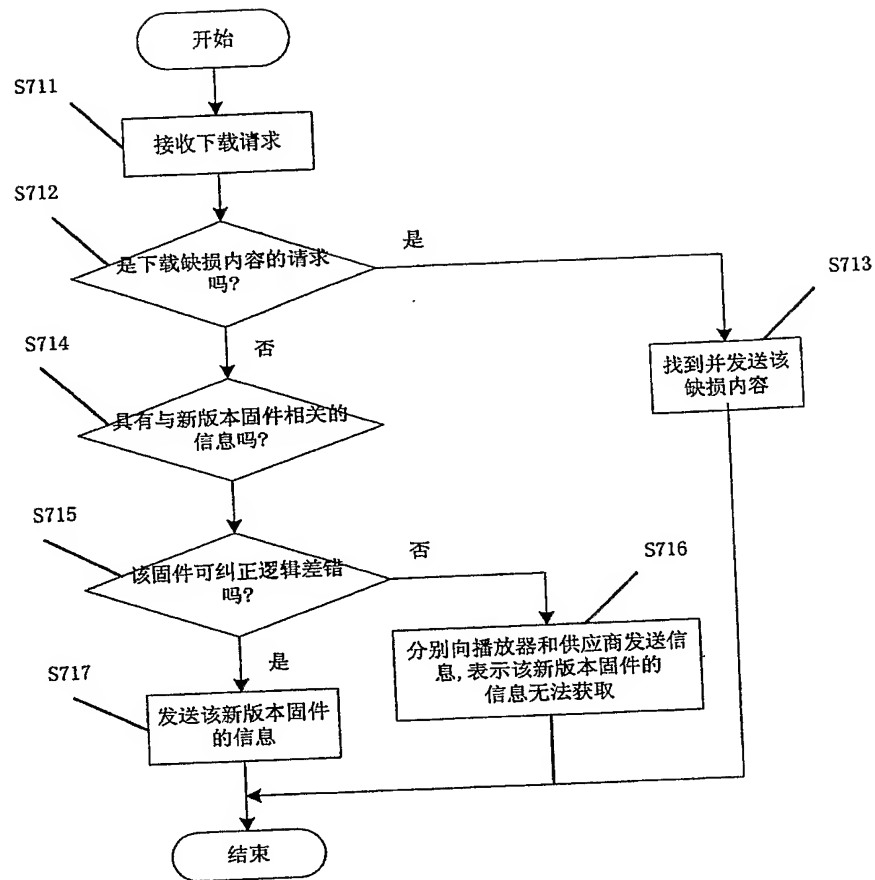 开始
S711
接收下载请求
S712
是下载缺损内容的请求
吗?
是
S713
找到并发送该
缺损内容
否
S714
具有与新版本固件相关的
信息吗?
S715
该固件可纠正逻辑差错
吗?
否
S716
分别向播放器和供应商发送信
息,表示该新版本固件的
信息无法获取
是
S717
发送该新版本固件
的信息
结束